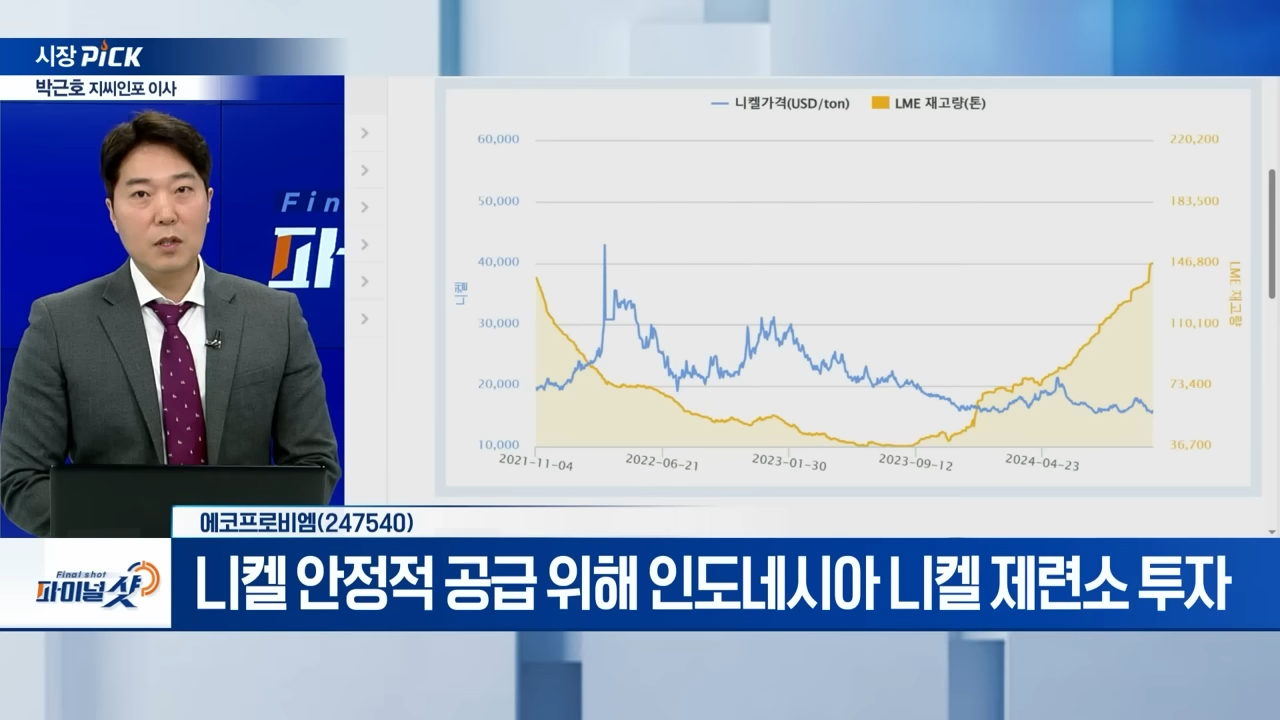 시장 PiCK
박근호 지씨인포 이사
Fin
파
니켈가격(USD/ton) LME 재고량(톤)
60,000 220,200
50,000 183,500
40,000 146,800
니켈 LME 재고량
30,000 110,100
20,000 73,400
10,000 36,700
2021-11-04 2022-06-21 2023-01-30 2023-09-12 2024-04-23
에코프로비엠(247540)
Final shot
파이널샷
니켈 안정적 공급 위해 인도네시아 니켈 제련소 투자